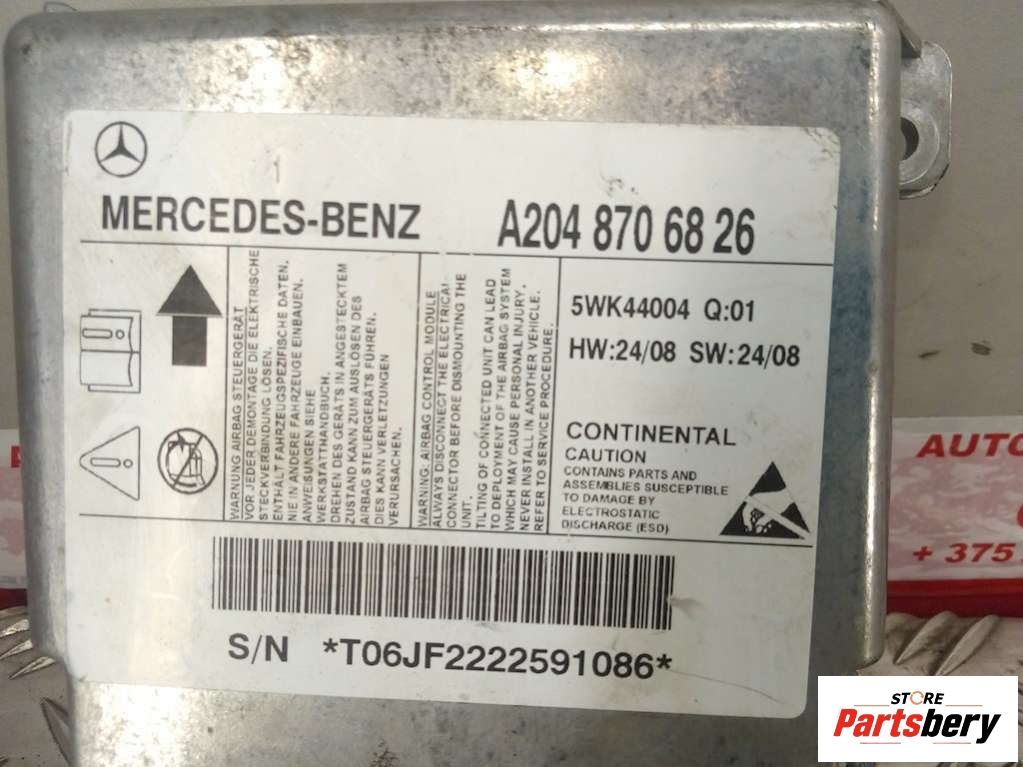 MERCEDES-BENZ A204 870 68 26
WARNUNG AIRBAG STEUERGERÄT
VOR JEDER DEMONTAGE DIE ELEKTRISCHE
STECKVERBINDUNG LÖSEN.
ENTHÄLT FAHRZEUGSPEZIFISCHE DATEN.
NIE IN ANDERE FAHRZEUGE EINBAUEN.
ANWEISUNGEN SIEHE
WERKSTATTHANDBUCH.
DREHEN DES GERÄTS IN ANGESTECKTEM
ZUSTAND KANN ZUM AUSLÖSEN DES
AIRBAG STEUERGERÄTS FÜHREN.
DIES KANN VERLETZUNGEN
VERURSACHEN.
WARNING: AIRBAG CONTROL MODULE
ALWAYS DISCONNECT THE ELECTRICAL
CONNECTOR BEFORE DISMOUNTING THE
UNIT.
TILTING OF CONNECTED UNIT CAN LEAD
TO DEPLOYMENT OF THE AIRBAG SYSTEM
WHICH MAY CAUSE PERSONAL INJURY.
NEVER INSTALL IN ANOTHER VEHICLE.
REFER TO SERVICE PROCEDURE.
5WK44004 Q:01
HW:24/08 SW:24/08
CONTINENTAL
CAUTION
CONTAINS PARTS AND
ASSEMBLIES SUSCEPTIBLE
TO DAMAGE BY
ELECTROSTATIC
DISCHARGE (ESD)
S/N *T06JF2222591086*
AUTO
+ 375
STORE
Partsbery